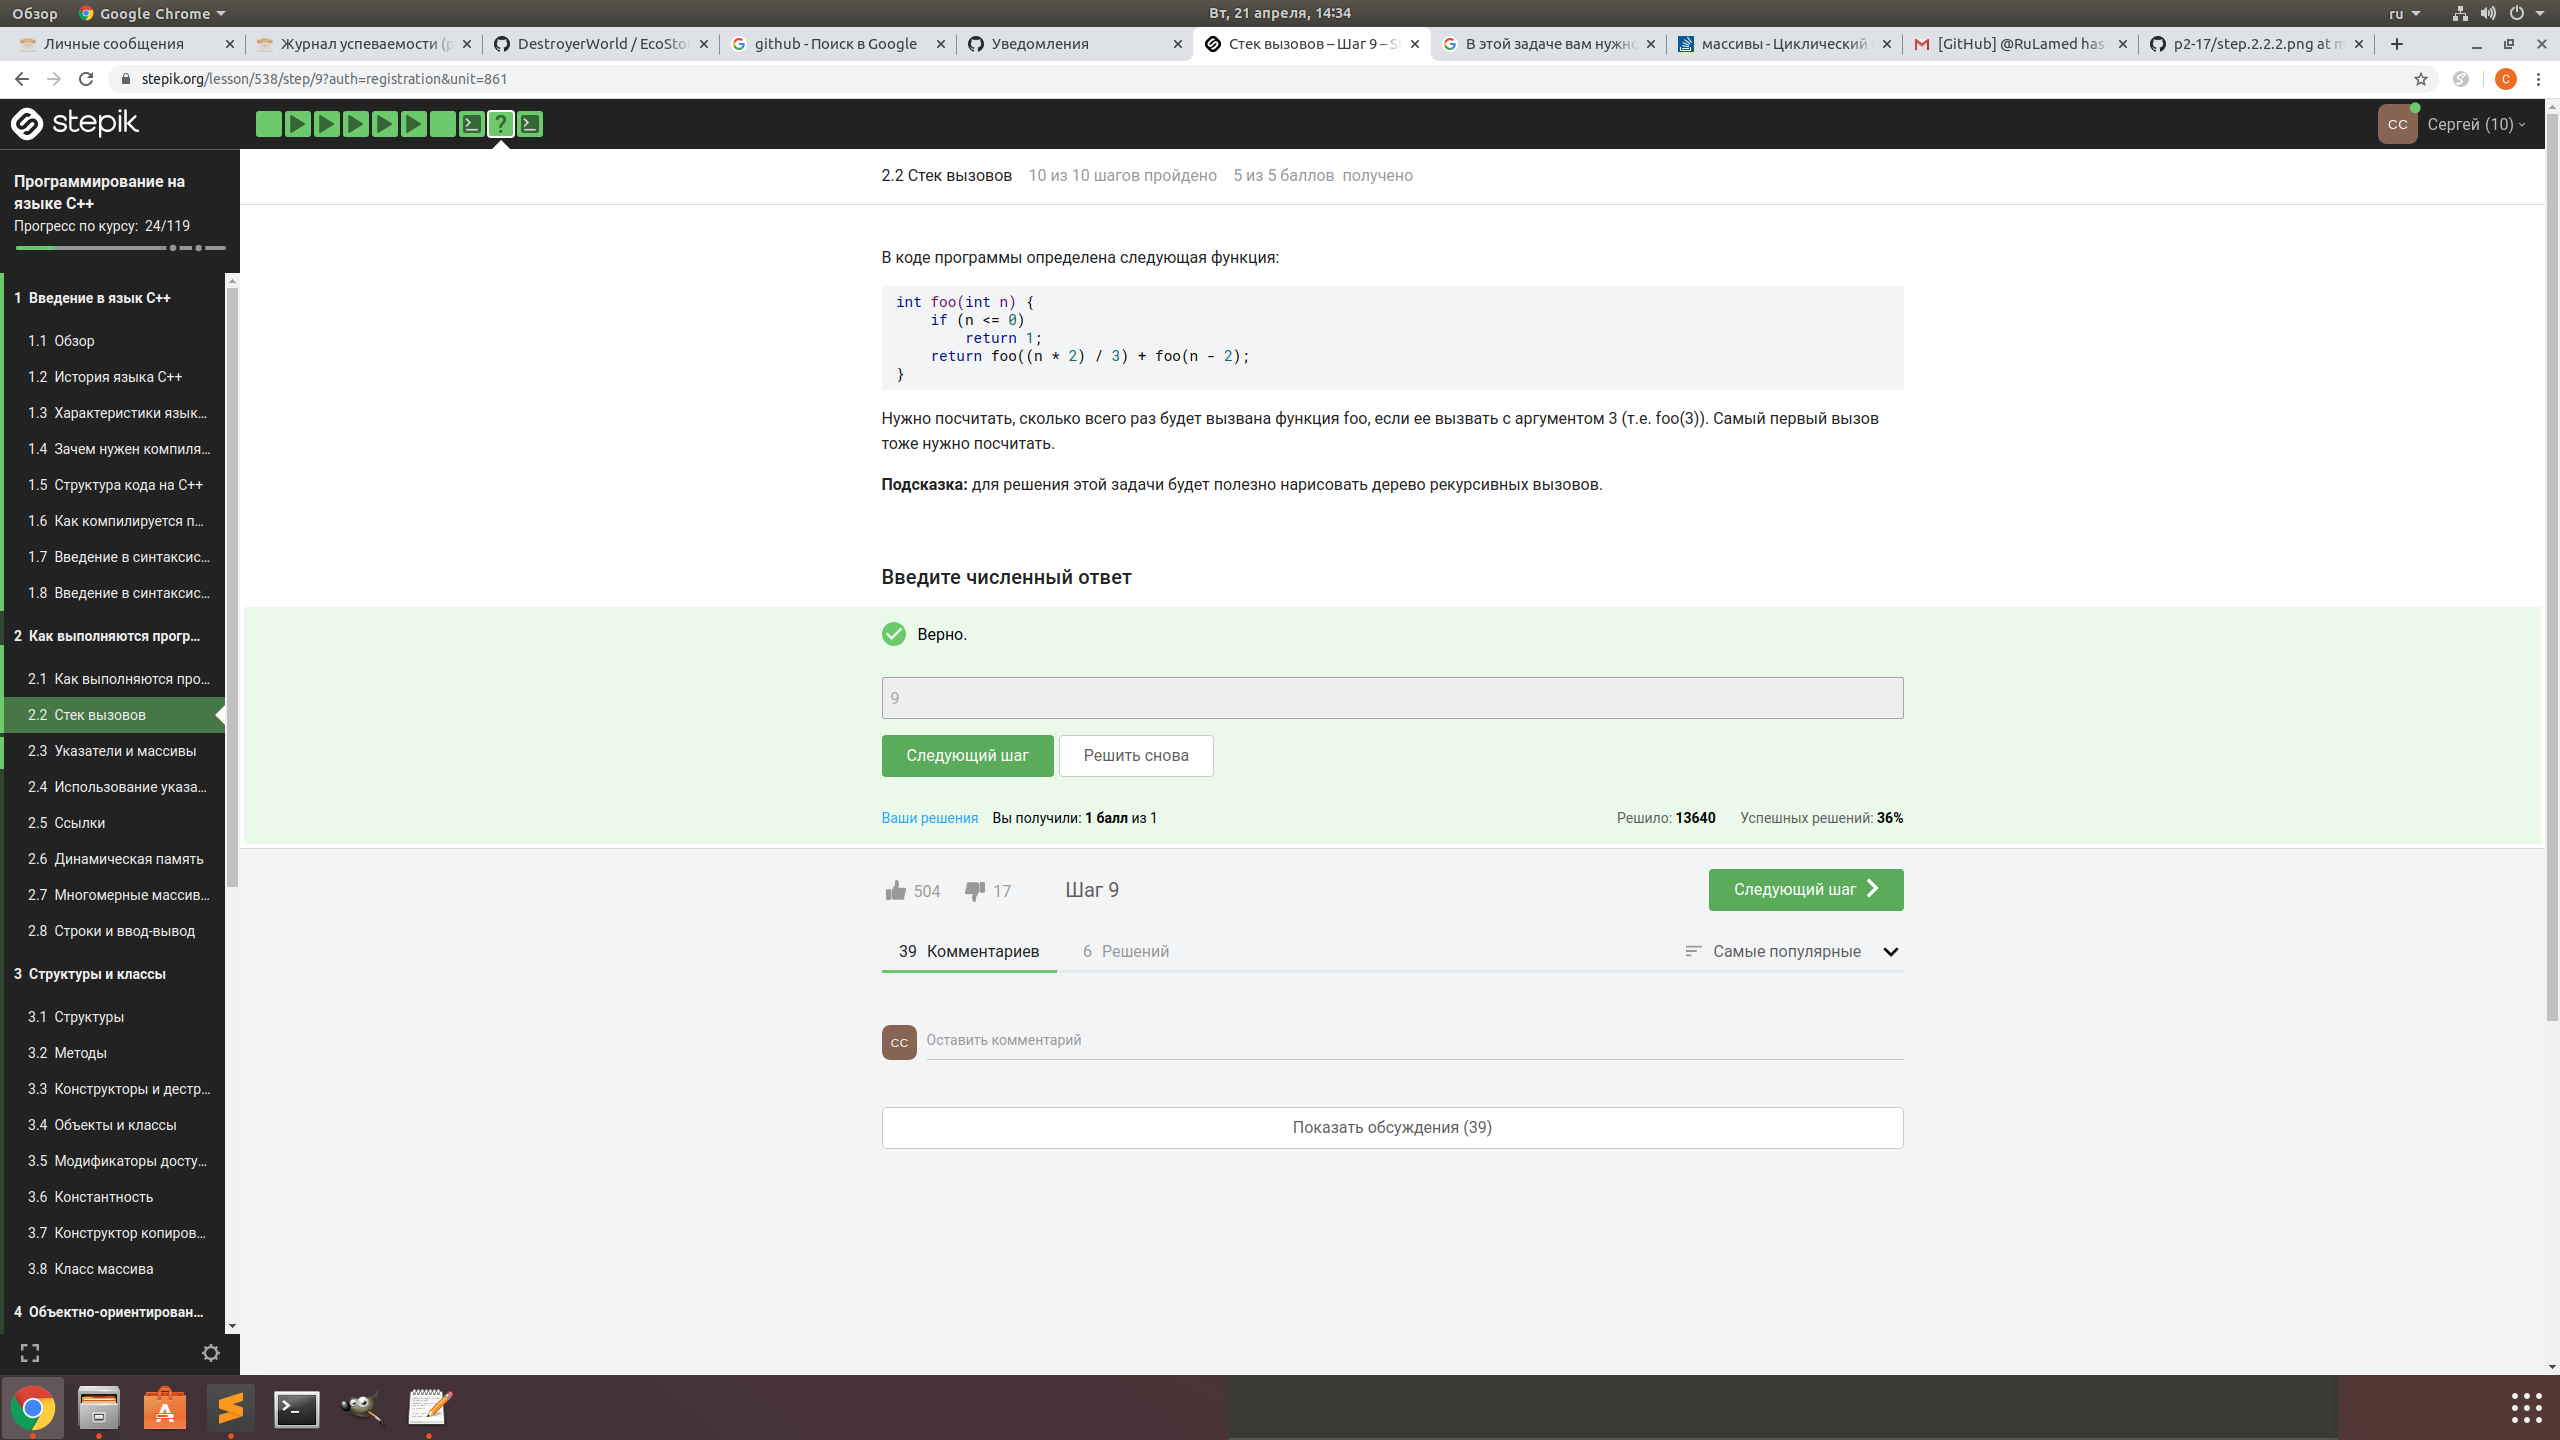 Обзор
Google Chrome
Вт, 21 апреля, 14:34
ru
Личные сообщения
Журнал успеваемости (р
DestroyerWorld / EcoStor
github - Поиск в Google
Уведомления
Стек вызовов – Шаг 9 – S
В этой задаче вам нужно
массивы - Циклический
[GitHub] @RuLamed has
p2-17/step.2.2.2.png at m
stepik.org/lesson/538/step/9?auth=registration&unit=861
C
stepik
?
CC
Сергей (10)
Программирование на
языке C++
Прогресс по курсу: 24/119
1 Введение в язык C++
1.1 Обзор
1.2 История языка C++
1.3 Характеристики язык...
1.4 Зачем нужен компиля...
1.5 Структура кода на C++
1.6 Как компилируется п...
1.7 Введение в синтаксис...
1.8 Введение в синтаксис...
2 Как выполняются прогр...
2.1 Как выполняются про...
2.2 Стек вызовов
2.3 Указатели и массивы
2.4 Использование указа...
2.5 Ссылки
2.6 Динамическая память
2.7 Многомерные массив...
2.8 Строки и ввод-вывод
3 Структуры и классы
3.1 Структуры
3.2 Методы
3.3 Конструкторы и дестр...
3.4 Объекты и классы
3.5 Модификаторы досту...
3.6 Константность
3.7 Конструктор копиров...
3.8 Класс массива
4 Объектно-ориентирован...
2.2 Стек вызовов 10 из 10 шагов пройдено 5 из 5 баллов получено
В коде программы определена следующая функция:
int foo(int n) {
    if (n <= 0)
        return 1;
    return foo((n * 2) / 3) + foo(n - 2);
}
Нужно посчитать, сколько всего раз будет вызвана функция foo, если ее вызвать с аргументом 3 (т.е. foo(3)). Самый первый вызов
тоже нужно посчитать.
Подсказка: для решения этой задачи будет полезно нарисовать дерево рекурсивных вызовов.
Введите численный ответ
Верно.
9
Следующий шаг
Решить снова
Ваши решения Вы получили: 1 балл из 1
Решило: 13640 Успешных решений: 36%
504
17
Шаг 9
Следующий шаг
39 Комментариев
6 Решений
Самые популярные
CC
Оставить комментарий
Показать обсуждения (39)